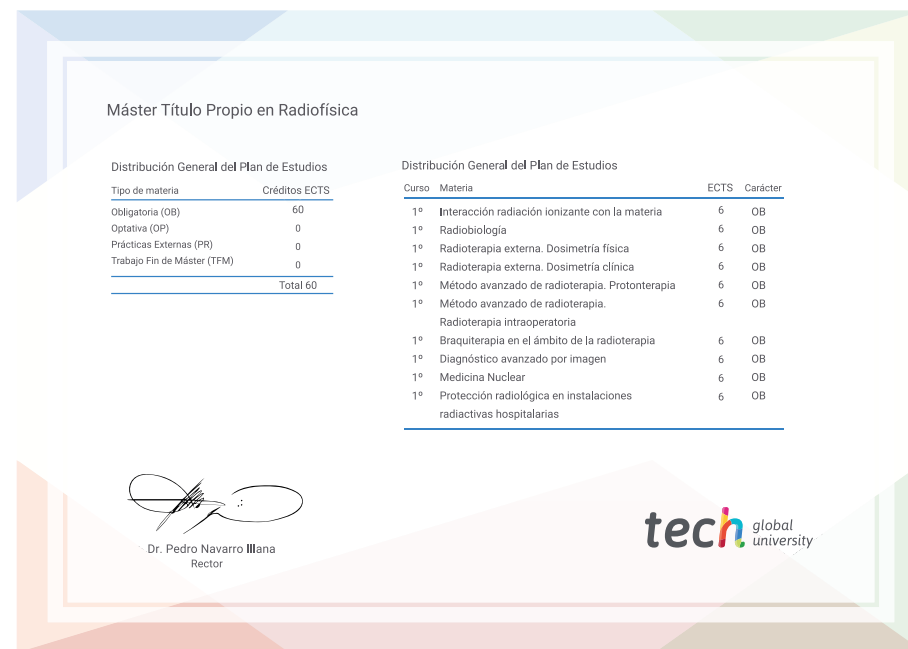 Máster Título Propio en Radiofísica
Distribución General del Plan de Estudios
Tipo de materia Créditos ECTS
Obligatoria (OB) 60
Optativa (OP) 0
Prácticas Externas (PR) 0
Trabajo Fin de Máster (TFM) 0
Total 60
Distribución General del Plan de Estudios
Curso Materia ECTS Carácter
1º Interacción radiación ionizante con la materia 6 OB
1º Radiobiología 6 OB
1º Radioterapia externa. Dosimetría física 6 OB
1º Radioterapia externa. Dosimetría clínica 6 OB
1º Método avanzado de radioterapia. Protonterapia 6 OB
1º Método avanzado de radioterapia. 6 OB
Radioterapia intraoperatoria
1º Braquiterapia en el ámbito de la radioterapia 6 OB
1º Diagnóstico avanzado por imagen 6 OB
1º Medicina Nuclear 6 OB
1º Protección radiológica en instalaciones 6 OB
radiactivas hospitalarias
Dr. Pedro Navarro Illana
Rector
tech global
university